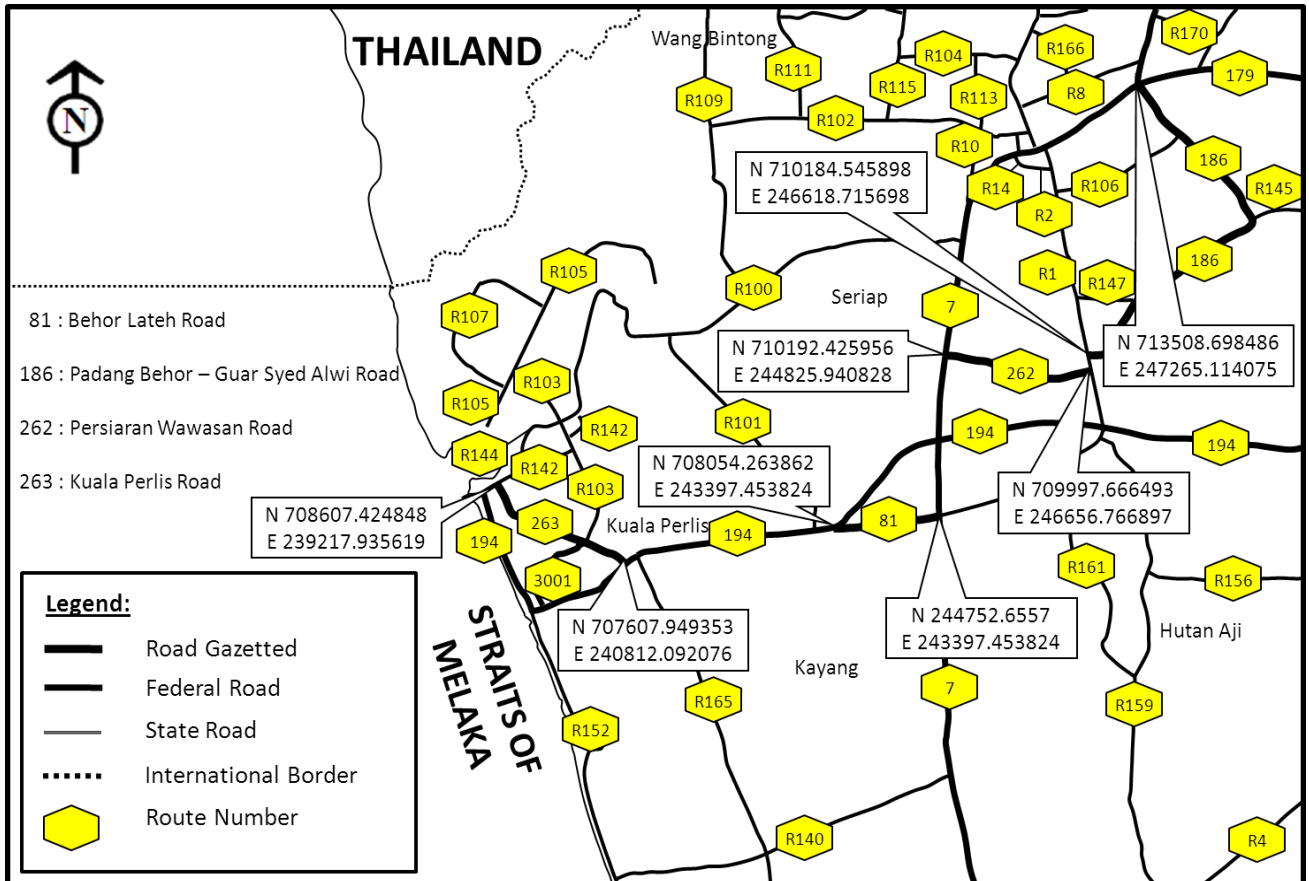 THAILAND
Wang Bintong
R170
R166
R104
R111
179
R115
R8
R113
R109
R102
N
R10
186
N 710184.545898
E 246618.715698
R14
R106
R145
R2
186
R105
R1
R147
R100
Seriap
7
R107
81 : Behor Lateh Road
N 710192.425956
E 244825.940828
N 713508.698486
E 247265.114075
186 : Padang Behor – Guar Syed Alwi Road
262
R103
R105
R101
262 : Persiaran Wawasan Road
R142
194
194
R144
R142
N 708054.263862
E 243397.453824
263 : Kuala Perlis Road
R103
N 709997.666493
E 246656.766897
N 708607.424848
E 239217.935619
263
Kuala Perlis
194
81
194
3001
R161
R156
Legend:
Road Gazetted
Federal Road
State Road
International Border
Route Number
N 707607.949353
E 240812.092076
N 244752.6557
E 243397.453824
Hutan Aji
STRAITS OF
MELAKA
Kayang
7
R165
R159
R152
R140
R4